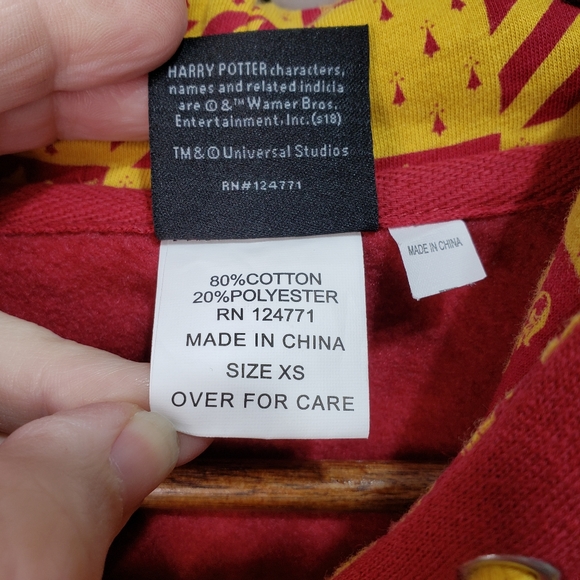 HARRY POTTER characters,
names and related indicia
are © &™ Warner Bros.
Entertainment, Inc. (s18)
TM & © Universal Studios
RN#124771
80%COTTON
20%POLYESTER
RN 124771
MADE IN CHINA
SIZE XS
OVER FOR CARE
MADE IN CHINA